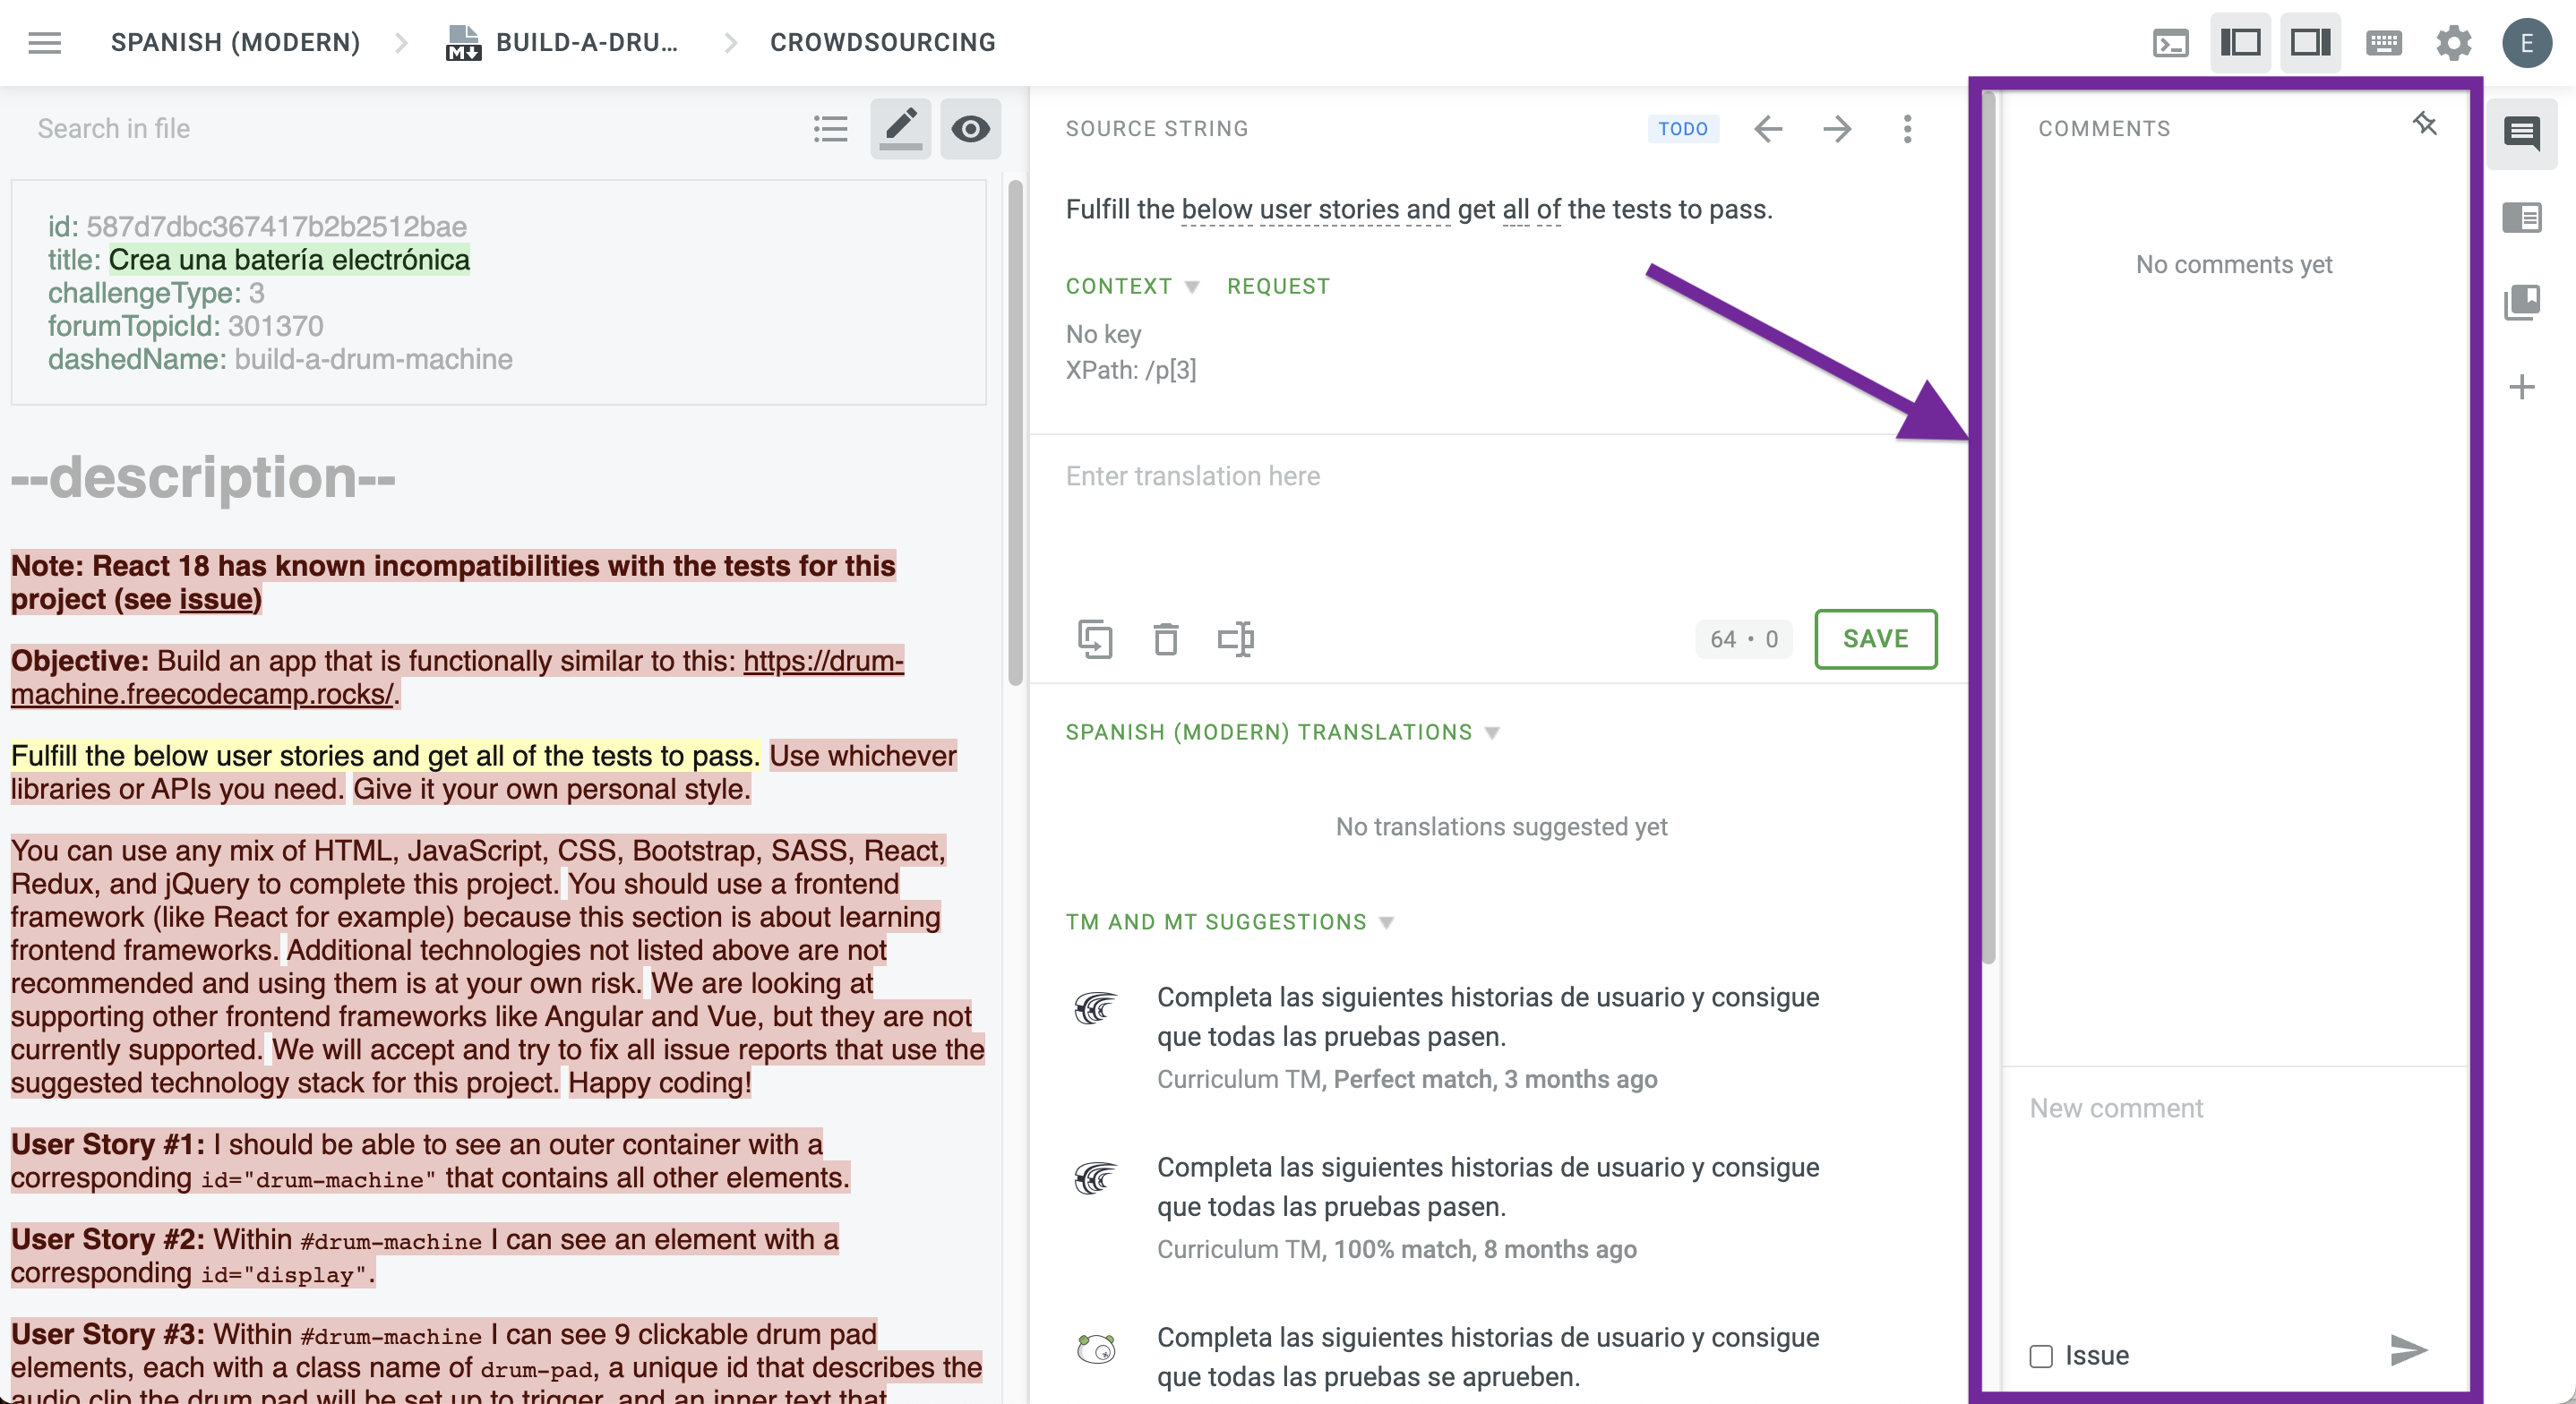 SPANISH (MODERN)
M↓
BUILD-A-DRU...
CROWDSOURCING
E
Search in file
id: 587d7dbc367417b2b2512bae
title: Crea una batería electrónica
challengeType: 3
forumTopicId: 301370
dashedName: build-a-drum-machine
--description--
Note: React 18 has known incompatibilities with the tests for this
project (see issue)
Objective: Build an app that is functionally similar to this: https://drum-
machine.freecodecamp.rocks/.
Fulfill the below user stories and get all of the tests to pass. Use whichever
libraries or APIs you need. Give it your own personal style.
You can use any mix of HTML, JavaScript, CSS, Bootstrap, SASS, React,
Redux, and jQuery to complete this project. You should use a frontend
framework (like React for example) because this section is about learning
frontend frameworks. Additional technologies not listed above are not
recommended and using them is at your own risk. We are looking at
supporting other frontend frameworks like Angular and Vue, but they are not
currently supported. We will accept and try to fix all issue reports that use the
suggested technology stack for this project. Happy coding!
User Story #1: I should be able to see an outer container with a
corresponding id="drum-machine" that contains all other elements.
User Story #2: Within #drum-machine I can see an element with a
corresponding id="display".
User Story #3: Within #drum-machine I can see 9 clickable drum pad
elements, each with a class name of drum-pad, a unique id that describes the
audio clip the drum pad will be set up to trigger, and an inner text that
SOURCE STRING
TODO
Fulfill the below user stories and get all of the tests to pass.
CONTEXT
REQUEST
No key
XPath: /p[3]
Enter translation here
64 • 0
SAVE
SPANISH (MODERN) TRANSLATIONS
No translations suggested yet
TM AND MT SUGGESTIONS
Completa las siguientes historias de usuario y consigue
que todas las pruebas pasen.
Curriculum TM, Perfect match, 3 months ago
Completa las siguientes historias de usuario y consigue
que todas las pruebas pasen.
Curriculum TM, 100% match, 8 months ago
Completa las siguientes historias de usuario y consigue
que todas las pruebas se aprueben.
COMMENTS
No comments yet
New comment
Issue